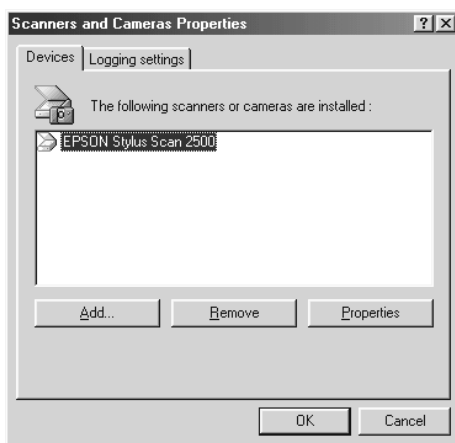 Scanners and Cameras Properties
Devices
Logging settings
The following scanners or cameras are installed :
EPSON Stylus Scan 2500
Add...
Remove
Properties
OK
Cancel